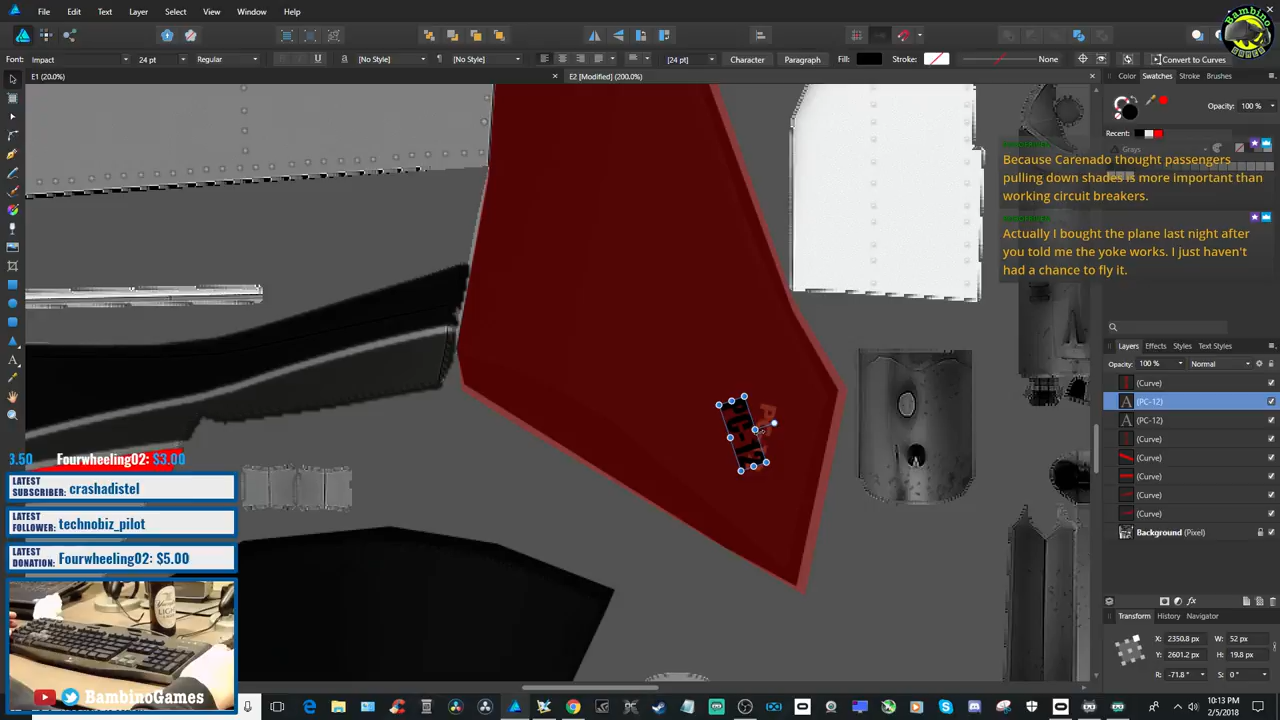 File Edit Text Layer Select View Window Help
Font: Impact 24 pt Regular [No Style] [No Style] [24 pt] Character Paragraph Fill: Stroke: None Convert to Curves
E1 (20.0%) E2 [Modified] (200.0%)
Color Swatches Stroke Brushes
Opacity: 100 %
Recent:
Grays
Because Carenado thought passengers
pulling down shades is more important than
working circuit breakers.
Actually I bought the plane last night after
you told me the yoke works. I just haven't
had a chance to fly it.
Layers Effects Styles Text Styles
Opacity: 100 % Normal
(Curve)
(PC-12)
(PC-12)
(Curve)
(Curve)
(Curve)
(Curve)
(Curve)
Background (Pixel)
PC-12
3.50 Fourwheeling02: $3.00
LATEST
SUBSCRIBER: crashadistel
LATEST
FOLLOWER: technobiz_pilot
LATEST
DONATION: Fourwheeling02: $5.00
LIGHT
BambinoGames
Transform History Navigator
X: 2350.8 px W: 52 px
Y: 2601.2 px H: 19.8 px
R: -71.8 ° S: 0 °
10:13 PM
2/5/2018
Bambino